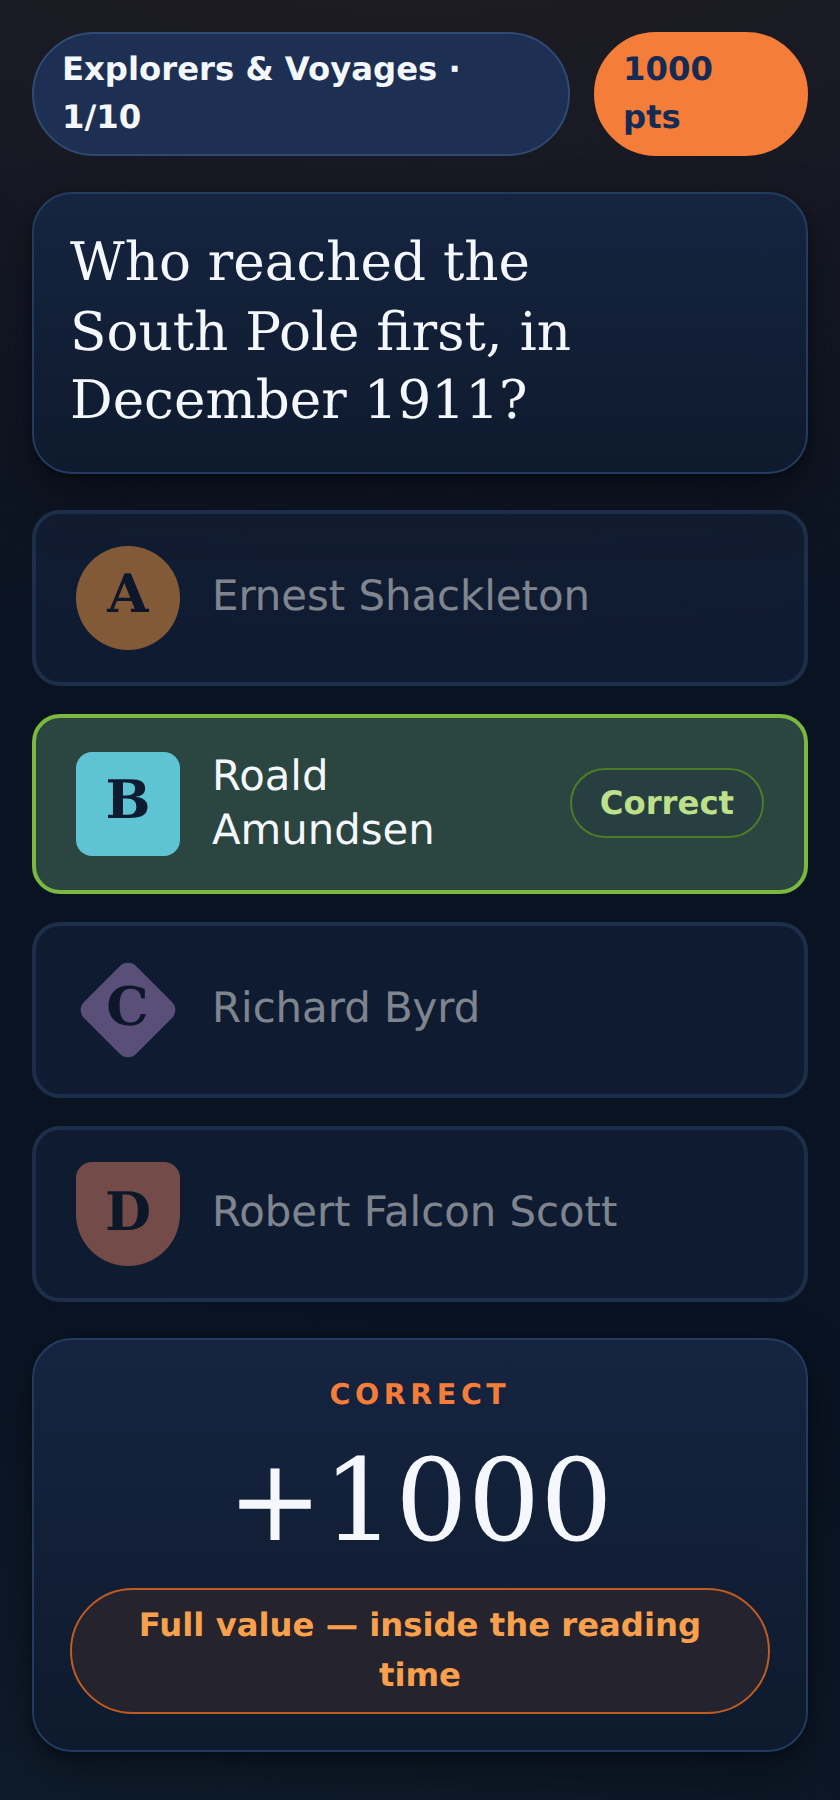 Explorers & Voyages ·
1/10
1000
pts
Who reached the
South Pole first, in
December 1911?
A
Ernest Shackleton
B
Roald
Amundsen
Correct
C
Richard Byrd
D
Robert Falcon Scott
CORRECT
+1000
Full value — inside the reading
time